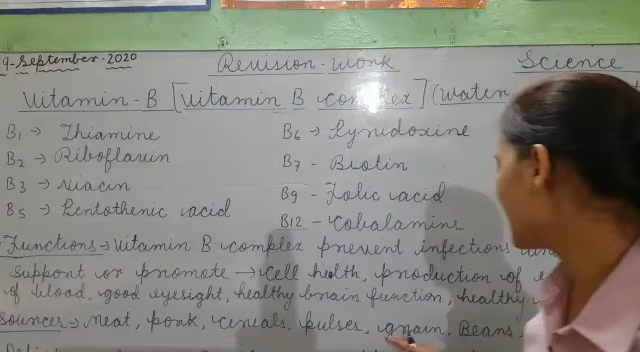 9-September-2020 Revision-work Science
Vitamin-B [Vitamin B complex] (Water
B1 → Thiamine B6 → Pyridoxine
B2 → Riboflavin B7 - Biotin
B3 → Niacin B9 - Folic acid
B5 → Pentothenic acid B12 - Cobalamins
Functions → Vitamin B complex prevent infections
support or promote → Cell helth, production of
of blood, good eyesight, healthy brain function, healthy
Sources → Meat, pork, cereals, pulses, grain, Beans,